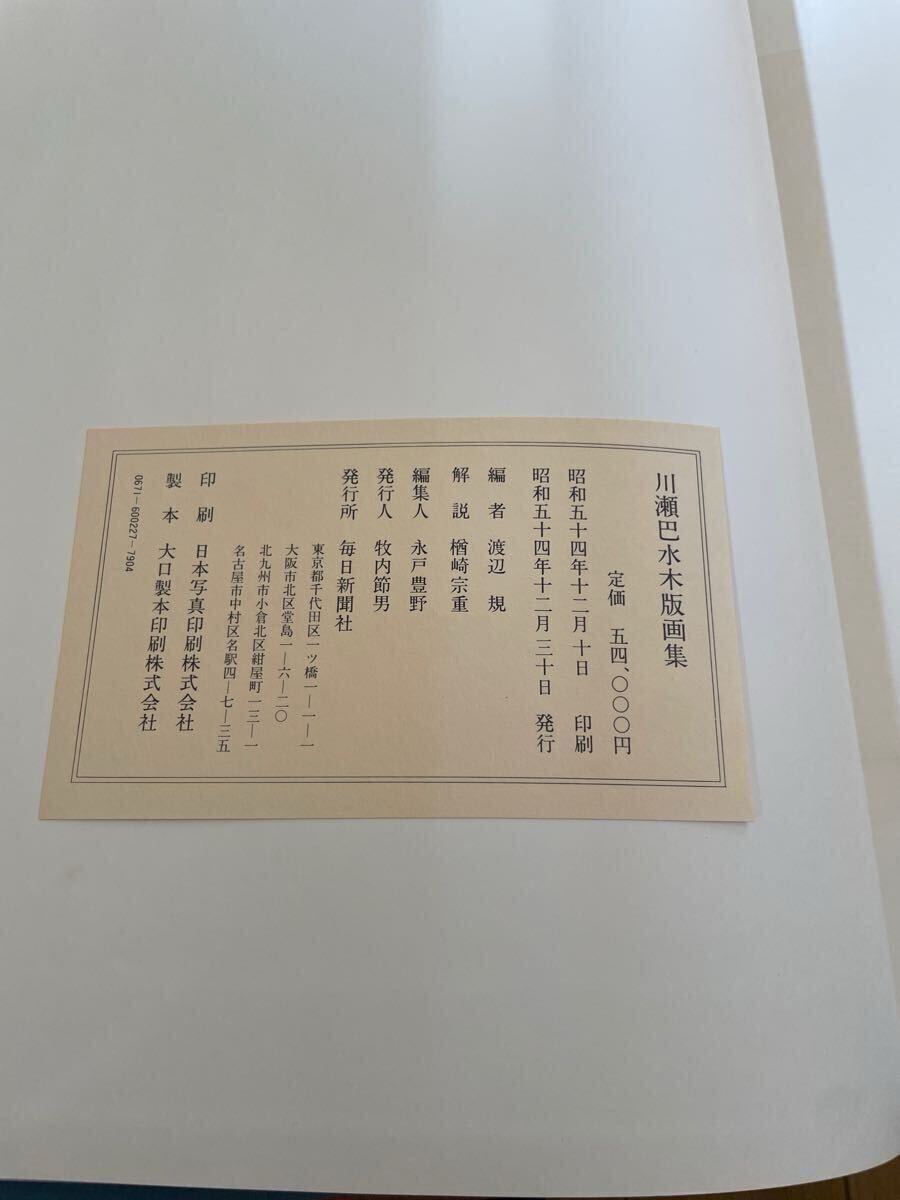 川瀬巴水木版画集
定価 五四、〇〇〇円
昭和五十四年十二月 十日 印刷
昭和五十四年十二月三十日 発行
編者 渡辺規
解説 楢崎宗重
編集人 永戸豊野
発行人 牧内節男
発行所 毎日新聞社
東京都千代田区一ツ橋一―一―一
大阪市北区堂島一―六―二〇
北九州市小倉北区紺屋町一三―一
名古屋市中村区名駅四―七―三五
印刷 日本写真印刷株式会社
製本 大口製本印刷株式会社
0671-600227-7904